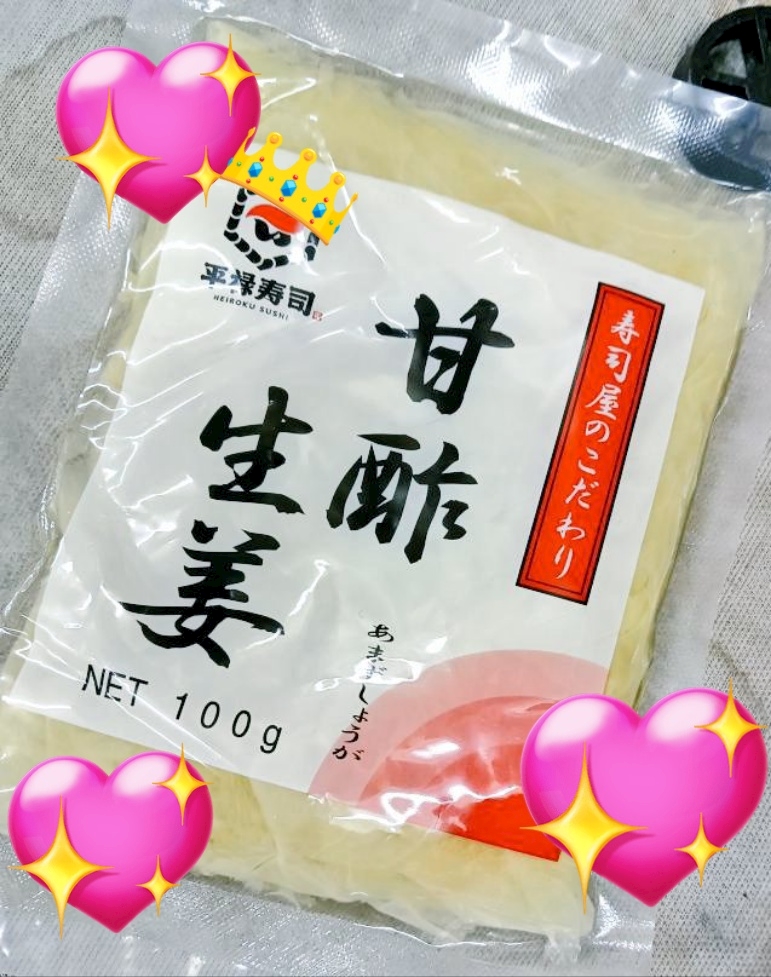 平禄寿司
HEIROKU SUSHI
寿司屋のこだわり
甘酢
生姜
あまずしょうが
NET 100g